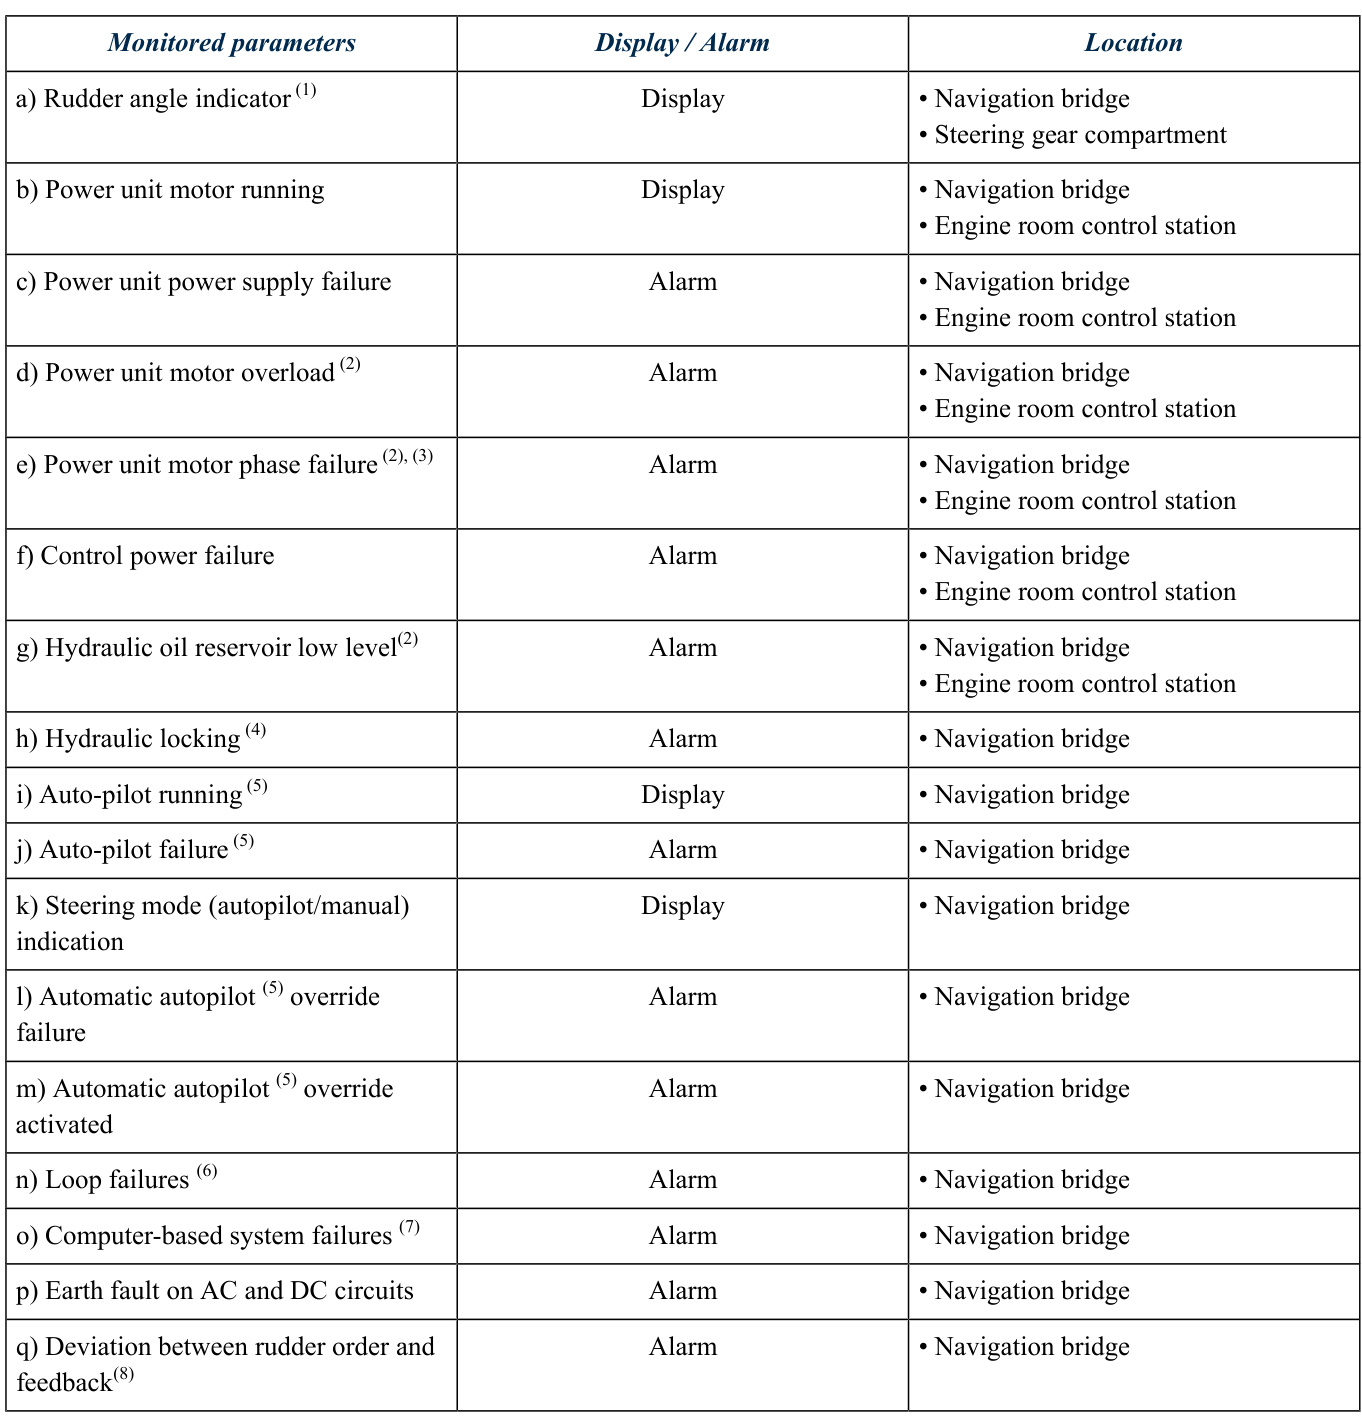 Monitored parameters Display / Alarm Location
a) Rudder angle indicator (1) Display • Navigation bridge
• Steering gear compartment
b) Power unit motor running Display • Navigation bridge
• Engine room control station
c) Power unit power supply failure Alarm • Navigation bridge
• Engine room control station
d) Power unit motor overload (2) Alarm • Navigation bridge
• Engine room control station
e) Power unit motor phase failure (2), (3) Alarm • Navigation bridge
• Engine room control station
f) Control power failure Alarm • Navigation bridge
• Engine room control station
g) Hydraulic oil reservoir low level(2) Alarm • Navigation bridge
• Engine room control station
h) Hydraulic locking (4) Alarm • Navigation bridge
i) Auto-pilot running (5) Display • Navigation bridge
j) Auto-pilot failure (5) Alarm • Navigation bridge
k) Steering mode (autopilot/manual) Display • Navigation bridge
indication
l) Automatic autopilot (5) override Alarm • Navigation bridge
failure
m) Automatic autopilot (5) override Alarm • Navigation bridge
activated
n) Loop failures (6) Alarm • Navigation bridge
o) Computer-based system failures (7) Alarm • Navigation bridge
p) Earth fault on AC and DC circuits Alarm • Navigation bridge
q) Deviation between rudder order and Alarm • Navigation bridge
feedback(8)